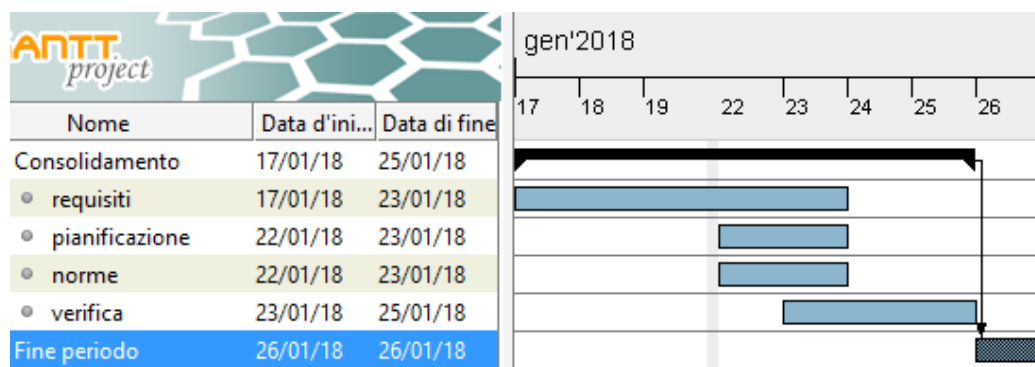 GANTT
project
gen'2018
17 18 19 22 23 24 25 26
Nome Data d'ini... Data di fine
Consolidamento 17/01/18 25/01/18
requisiti 17/01/18 23/01/18
pianificazione 22/01/18 23/01/18
norme 22/01/18 23/01/18
verifica 23/01/18 25/01/18
Fine periodo 26/01/18 26/01/18